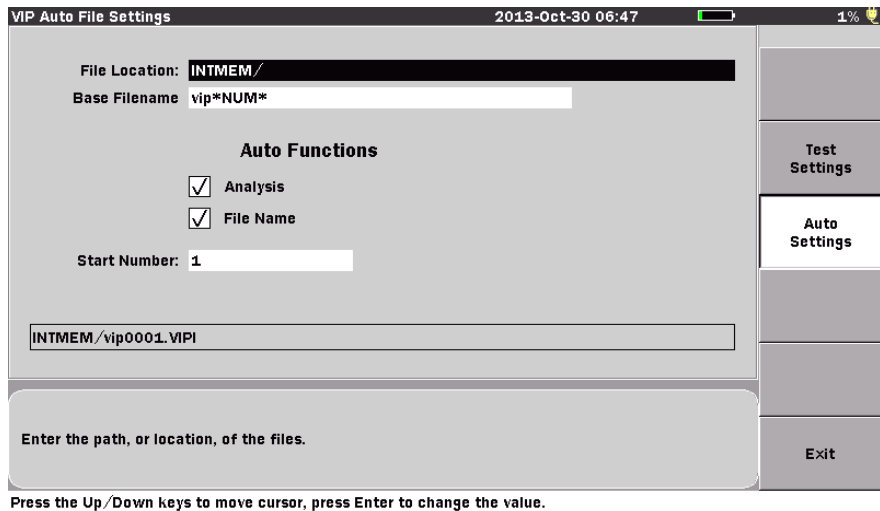 VIP Auto File Settings 2013-Oct-30 06:47 1%
File Location: INTMEM/
Base Filename vip*NUM*
Auto Functions
Analysis
File Name
Start Number: 1
INTMEM/vip0001.VIPI
Enter the path, or location, of the files.
Test
Settings
Auto
Settings
Exit
Press the Up/Down keys to move cursor, press Enter to change the value.